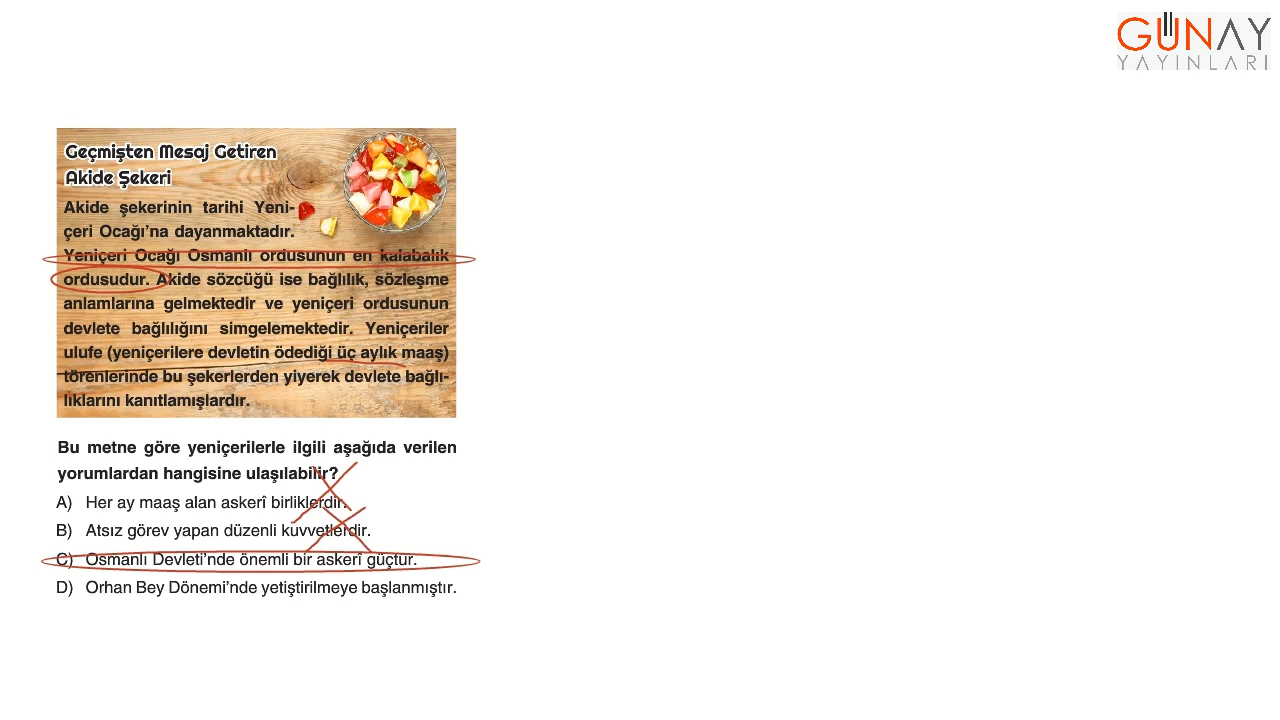 GÜNAY
YAYINLARI
Geçmişten Mesaj Getiren
Akide Şekeri
Akide şekerinin tarihi Yeni-
çeri Ocağı'na dayanmaktadır.
Yeniçeri Ocağı Osmanlı ordusunun en kalabalık
ordusudur. Akide sözcüğü ise bağlılık, sözleşme
anlamlarına gelmektedir ve yeniçeri ordusunun
devlete bağlılığını simgelemektedir. Yeniçeriler
ulufe (yeniçerilere devletin ödediği üç aylık maaş)
törenlerinde bu şekerlerden yiyerek devlete bağlı-
lıklarını kanıtlamışlardır.
Bu metne göre yeniçerilerle ilgili aşağıda verilen
yorumlardan hangisine ulaşılabilir?
A) Her ay maaş alan askerî birliklerdir.
B) Atsız görev yapan düzenli kuvvetlerdir.
C) Osmanlı Devleti'nde önemli bir askerî güçtür.
D) Orhan Bey Dönemi'nde yetiştirilmeye başlanmıştır.